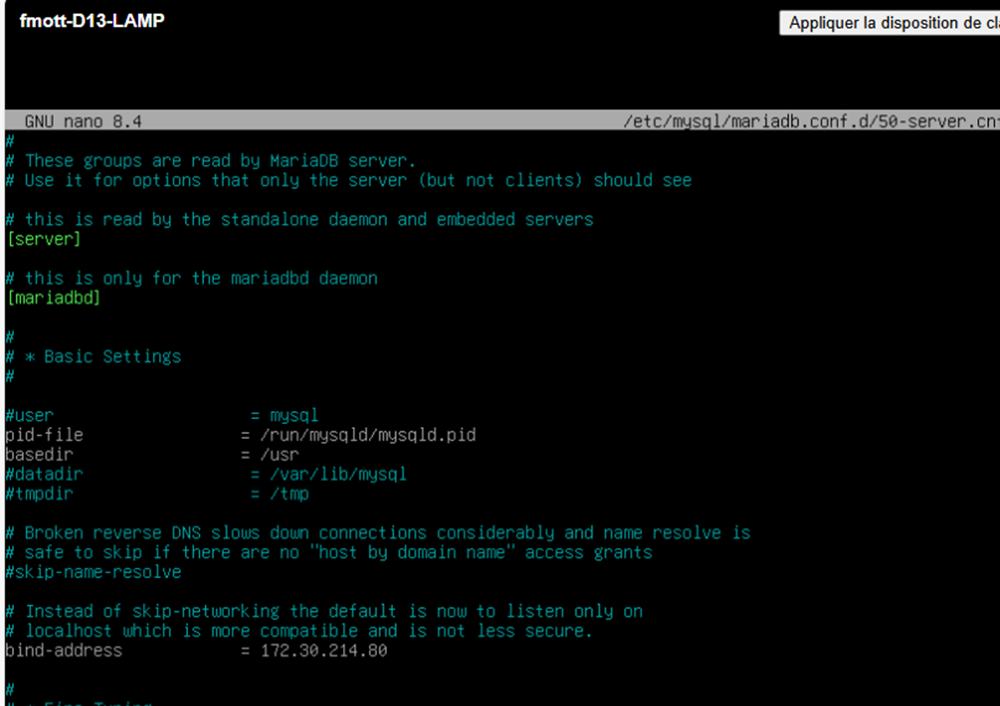 fmott-D13-LAMP
Appliquer la disposition de
GNU nano 8.4 /etc/mysql/mariadb.conf.d/50-server.cn
#
# These groups are read by MariaDB server.
# Use it for options that only the server (but not clients) should see
# this is read by the standalone daemon and embedded servers
[server]
# this is only for the mariadbd daemon
[mariadbd]
#
# * Basic Settings
#
#user = mysql
pid-file = /run/mysqld/mysqld.pid
basedir = /usr
#datadir = /var/lib/mysql
#tmpdir = /tmp
# Broken reverse DNS slows down connections considerably and name resolve is
# safe to skip if there are no "host by domain name" access grants
#skip-name-resolve
# Instead of skip-networking the default is now to listen only on
# localhost which is more compatible and is not less secure.
bind-address = 172.30.214.80
#